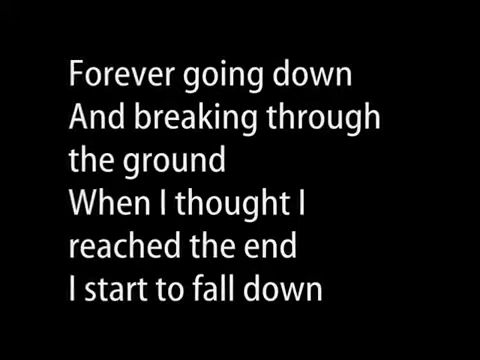 Forever going down
And breaking through
the ground
When I thought I
reached the end
I start to fall down